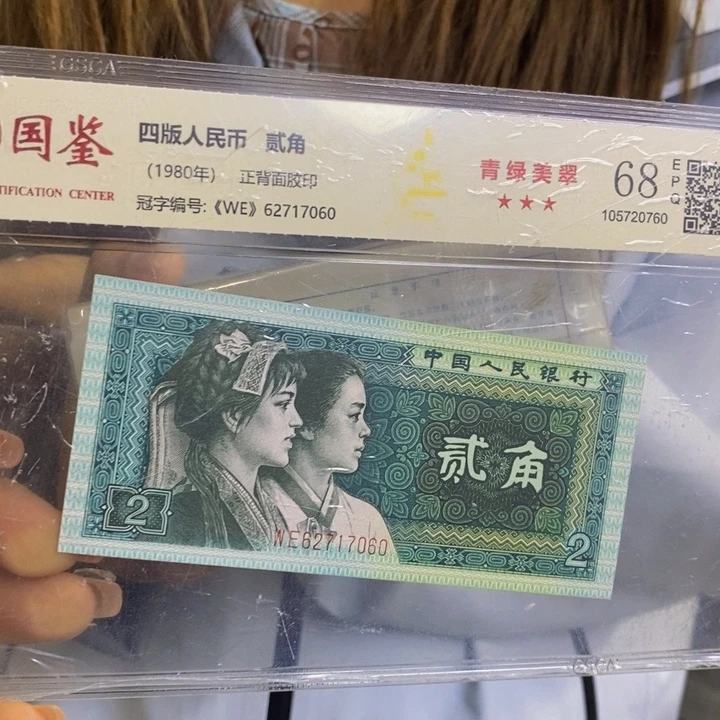 GSGA
国鉴
TIFICATION CENTER
四版人民币 贰角
(1980年) 正背面胶印
冠字编号:《WE》62717060
青绿美翠
★★★
68
EPQ
105720760
中国人民银行
贰角
2
WE62717060
2